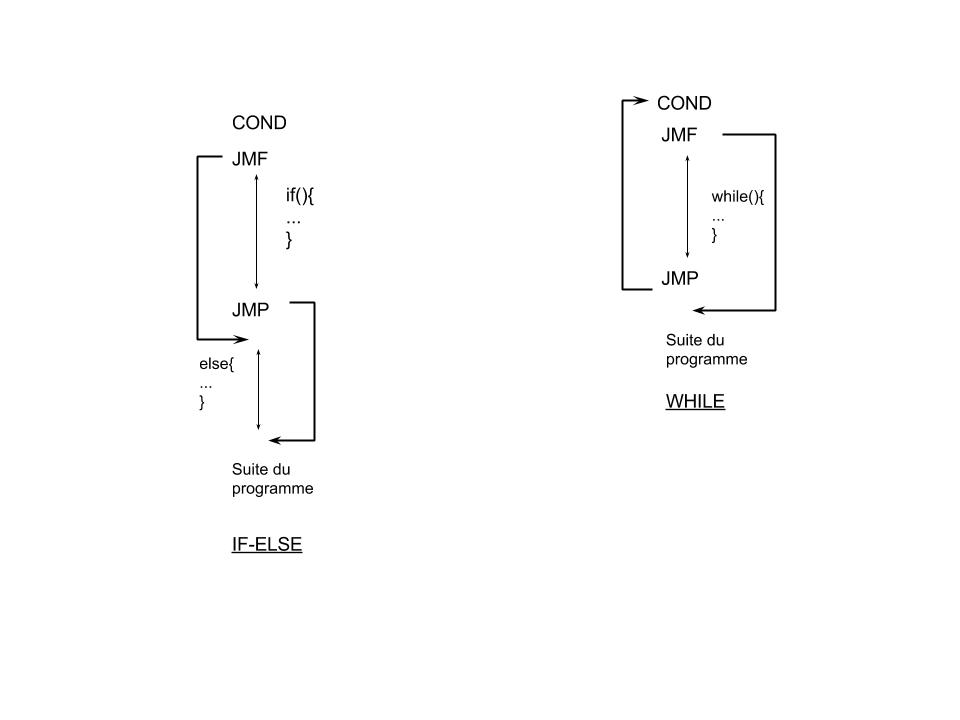 COND
JMF
if(){
...
}
JMP
else{
...
}
Suite du
programme
IF-ELSE
COND
JMF
while(){
...
}
JMP
Suite du
programme
WHILE